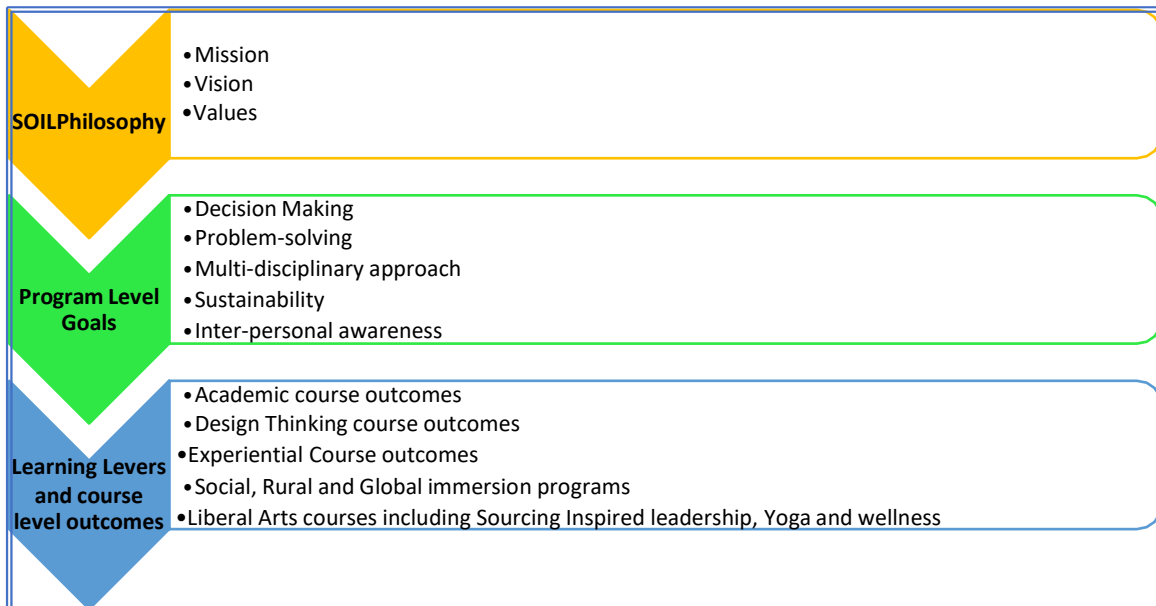 SOILPhilosophy
•Mission
•Vision
•Values
Program Level
Goals
•Decision Making
•Problem-solving
•Multi-disciplinary approach
•Sustainability
•Inter-personal awareness
Learning Levers
and course
level outcomes
•Academic course outcomes
•Design Thinking course outcomes
•Experiential Course outcomes
•Social, Rural and Global immersion programs
•Liberal Arts courses including Sourcing Inspired leadership, Yoga and wellness